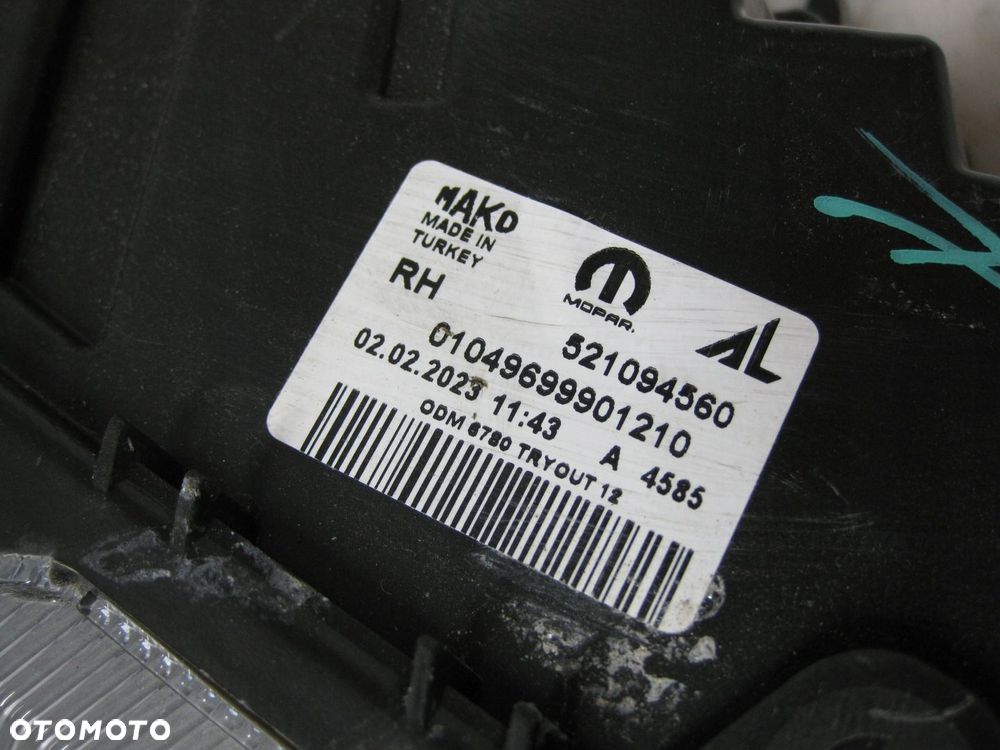 MAKO
MADE IN
TURKEY
RH
MOPAR.
AL
521094560
01049699901210
02.02.2023 11:43 A 4585
ODM 6780 TRYOUT 12
OTOMOTO